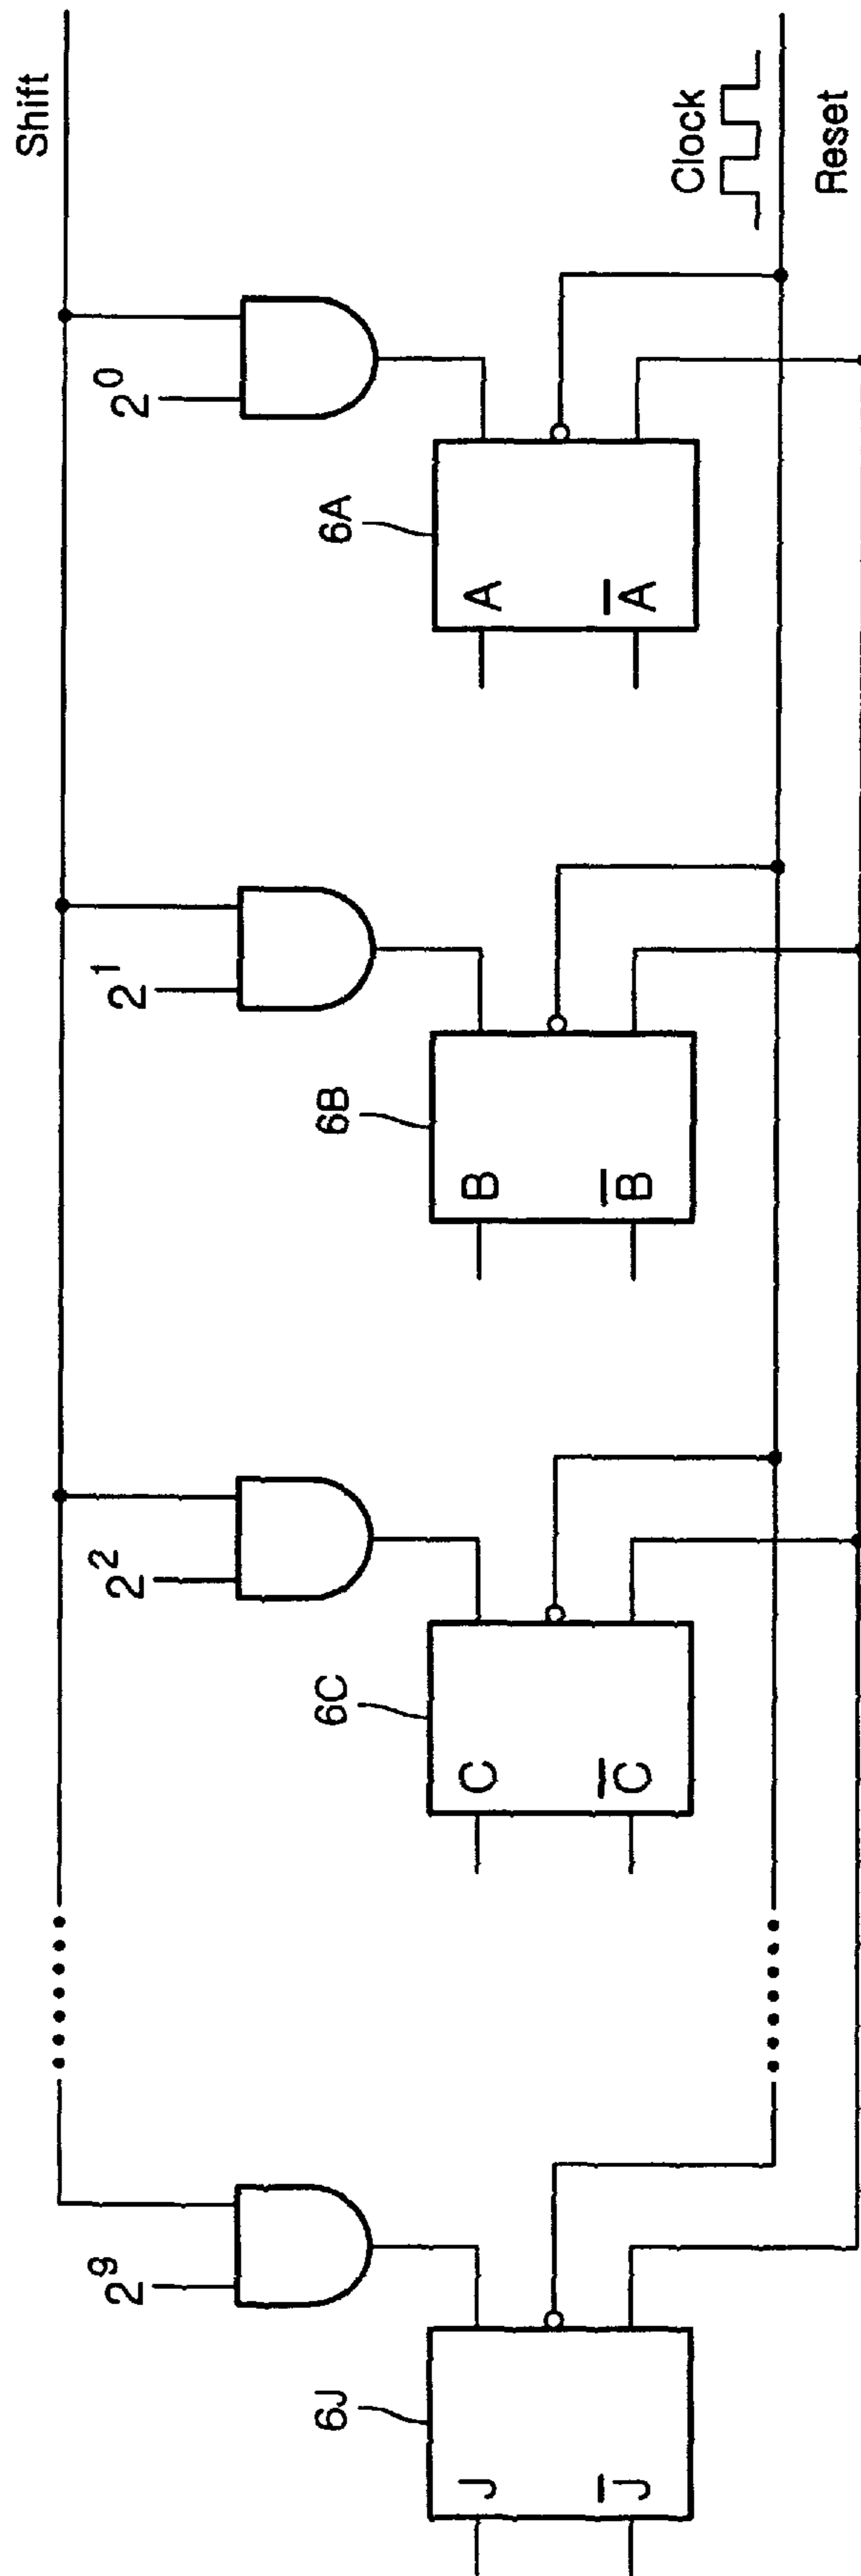 Shift
2⁰
6A
A
A̅
Clock
Reset
2¹
6B
B
B̅
2²
6C
C
C̅
2⁹
6J
J
J̅